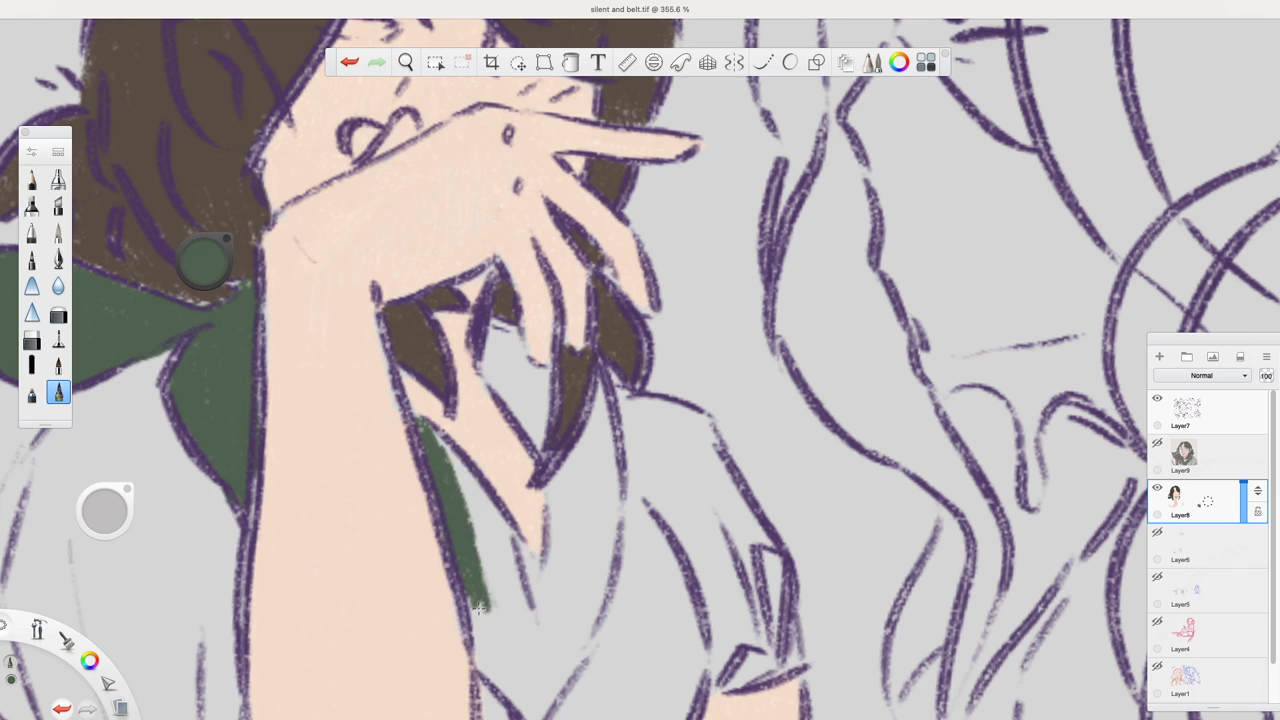 silent and belt.tif @ 355.6 %
T
Normal
100
Layer7
Layer9
Layer8
Layer6
Layer5
Layer4
Layer1